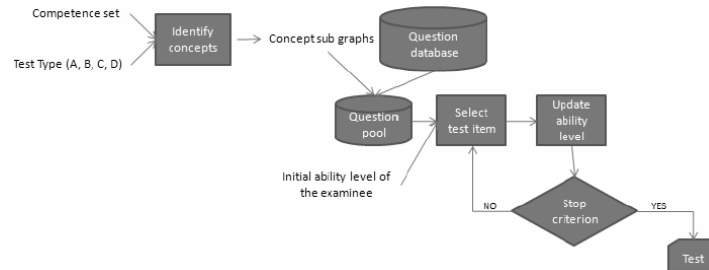 Competence set
Test Type (A, B, C, D)
Identify
concepts
Concept sub graphs
Question
database
Question
pool
Select
test item
Update
ability
level
Initial ability level of
the examinee
NO
Stop
criterion
YES
Test